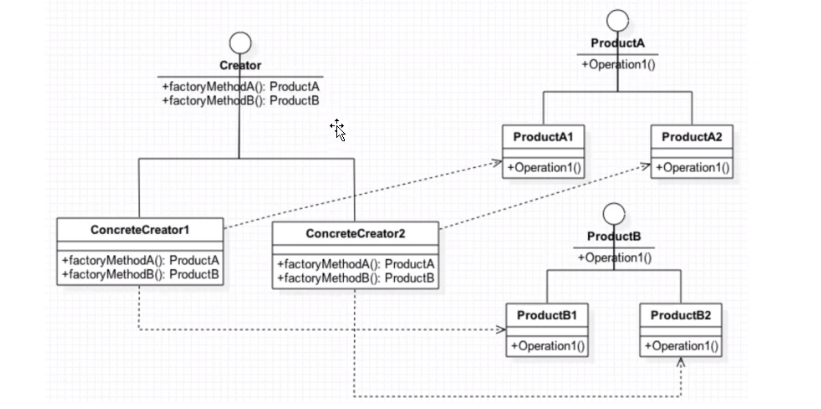 Creator
+factoryMethodA(): ProductA
+factoryMethodB(): ProductB
ProductA
+Operation1()
ProductA1
+Operation1()
ProductA2
+Operation1()
ConcreteCreator1
+factoryMethodA(): ProductA
+factoryMethodB(): ProductB
ConcreteCreator2
+factoryMethodA(): ProductA
+factoryMethodB(): ProductB
ProductB
+Operation1()
ProductB1
+Operation1()
ProductB2
+Operation1()